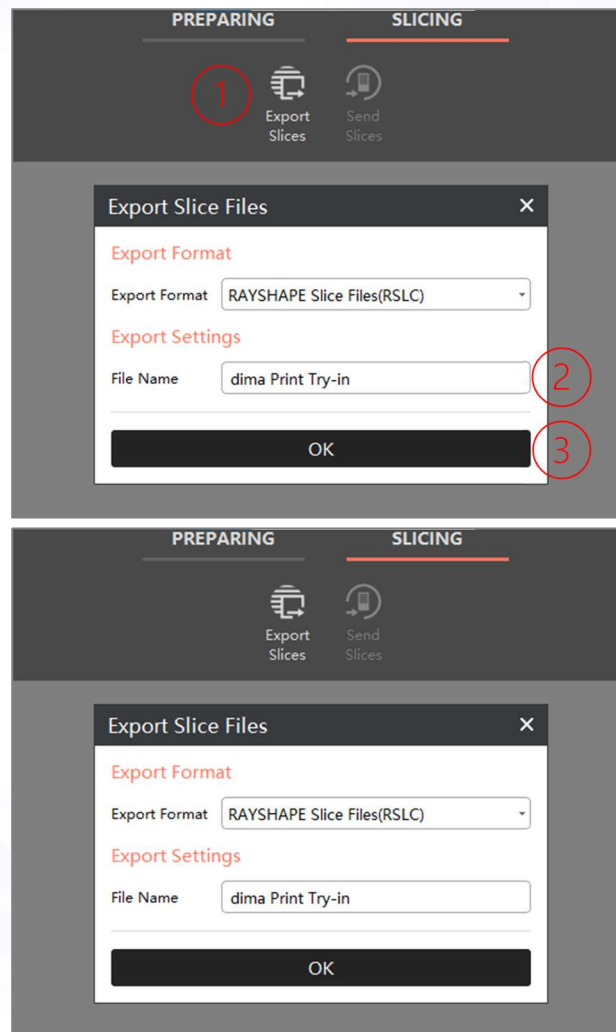 PREPARING SLICING
1
Export Slices
Send Slices
Export Slice Files ×
Export Format
Export Format RAYSHAPE Slice Files(RSLC)
Export Settings
File Name dima Print Try-in 2
OK 3
PREPARING SLICING
Export Slices
Send Slices
Export Slice Files ×
Export Format
Export Format RAYSHAPE Slice Files(RSLC)
Export Settings
File Name dima Print Try-in
OK